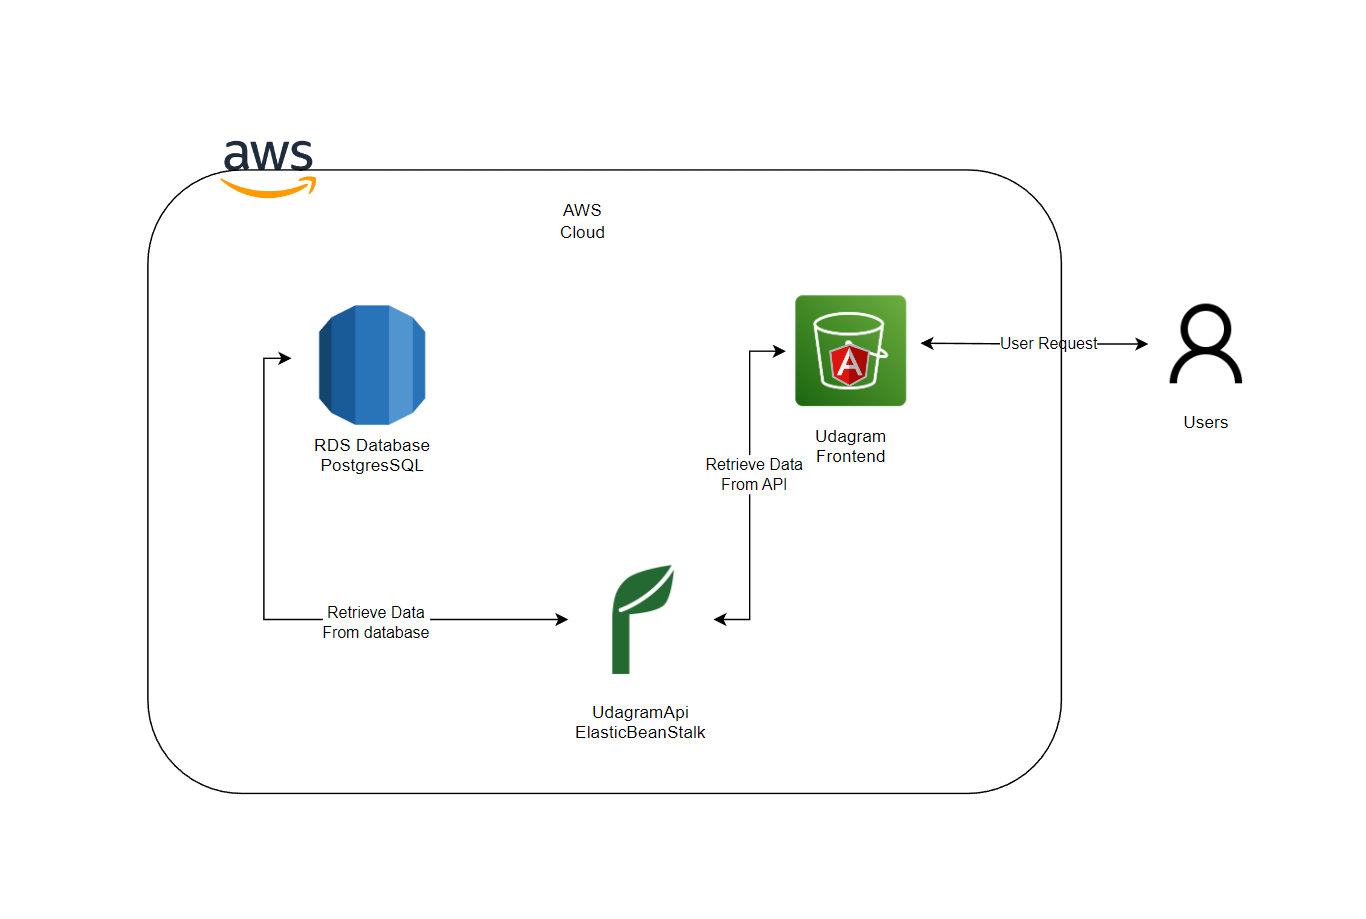 aws
AWS
Cloud
RDS Database
PostgresSQL
Udagram
Frontend
User Request
Users
Retrieve Data
From API
Retrieve Data
From database
UdagramApi
ElasticBeanStalk
A